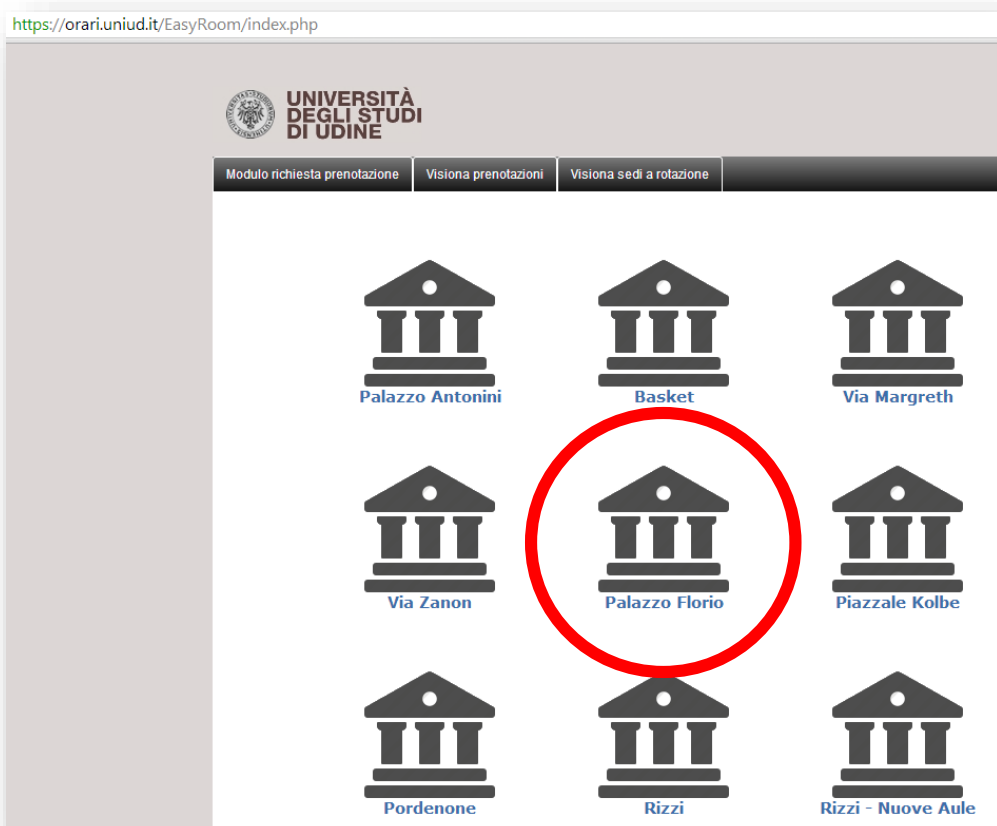 https://orari.uniud.it/EasyRoom/index.php
UNIVERSITÀ
DEGLI STUDI
DI UDINE
Modulo richiesta prenotazione Visiona prenotazioni Visiona sedi a rotazione
Palazzo Antonini Basket Via Margreth
Via Zanon Palazzo Florio Piazzale Kolbe
Pordenone Rizzi Rizzi - Nuove Aule